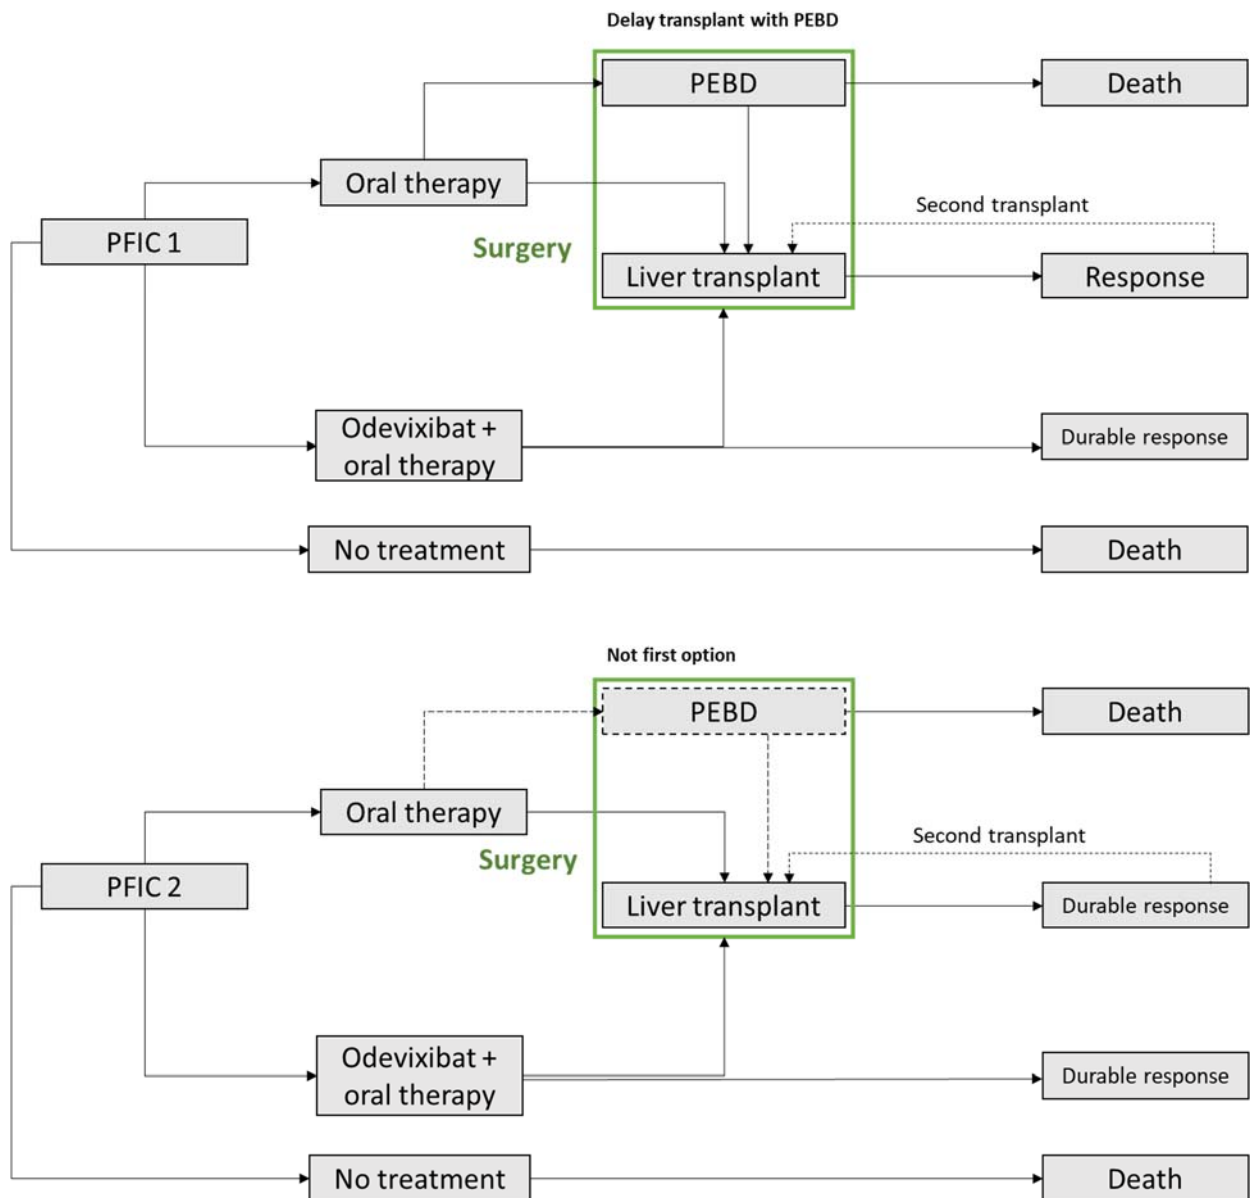 Delay transplant with PEBD
PEBD
Death
Oral therapy
Second transplant
PFIC 1
Surgery
Liver transplant
Response
Odevixibat +
oral therapy
Durable response
No treatment
Death
Not first option
PEBD
Death
Oral therapy
Second transplant
Surgery
PFIC 2
Liver transplant
Durable response
Odevixibat +
oral therapy
Durable response
No treatment
Death